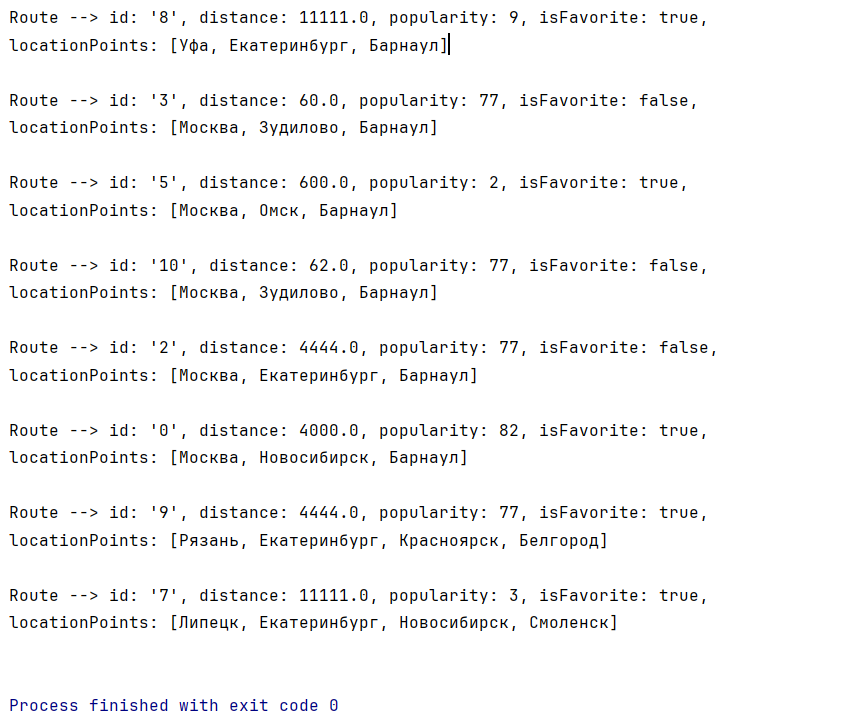 Route --> id: '8', distance: 11111.0, popularity: 9, isFavorite: true,
locationPoints: [Уфа, Екатеринбург, Барнаул]
Route --> id: '3', distance: 60.0, popularity: 77, isFavorite: false,
locationPoints: [Москва, Зудилово, Барнаул]
Route --> id: '5', distance: 600.0, popularity: 2, isFavorite: true,
locationPoints: [Москва, Омск, Барнаул]
Route --> id: '10', distance: 62.0, popularity: 77, isFavorite: false,
locationPoints: [Москва, Зудилово, Барнаул]
Route --> id: '2', distance: 4444.0, popularity: 77, isFavorite: false,
locationPoints: [Москва, Екатеринбург, Барнаул]
Route --> id: '0', distance: 4000.0, popularity: 82, isFavorite: true,
locationPoints: [Москва, Новосибирск, Барнаул]
Route --> id: '9', distance: 4444.0, popularity: 77, isFavorite: true,
locationPoints: [Рязань, Екатеринбург, Красноярск, Белгород]
Route --> id: '7', distance: 11111.0, popularity: 3, isFavorite: true,
locationPoints: [Липецк, Екатеринбург, Новосибирск, Смоленск]
Process finished with exit code 0